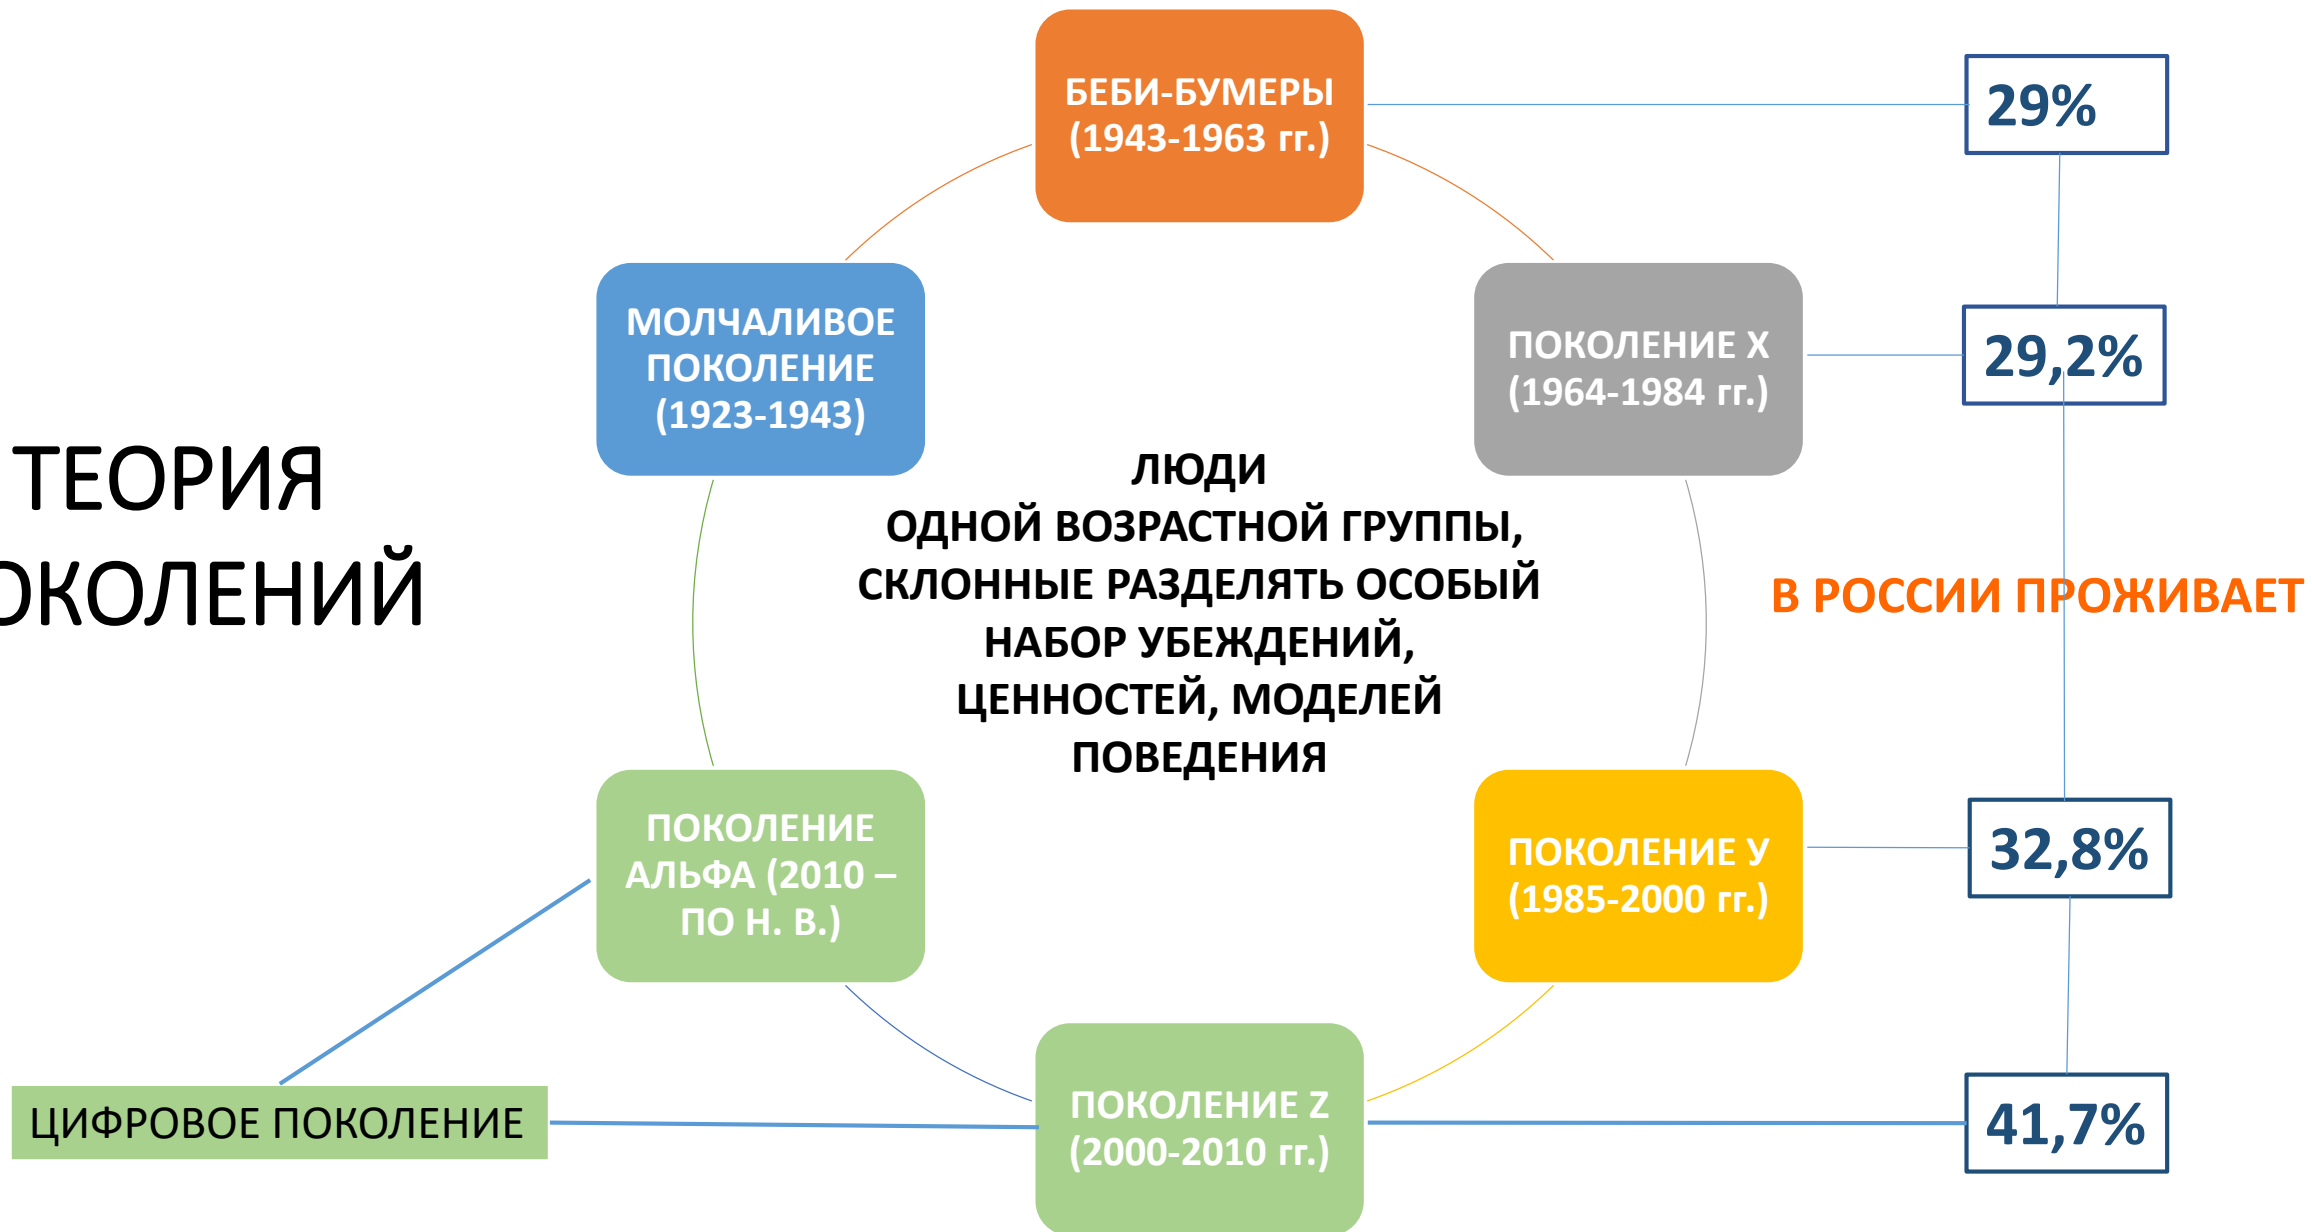 ТЕОРИЯ
ОКОЛЕНИЙ
БЕБИ-БУМЕРЫ
(1943-1963 гг.)
29%
МОЛЧАЛИВОЕ
ПОКОЛЕНИЕ
(1923-1943)
ПОКОЛЕНИЕ X
(1964-1984 гг.)
29,2%
ЛЮДИ
ОДНОЙ ВОЗРАСТНОЙ ГРУППЫ,
СКЛОННЫЕ РАЗДЕЛЯТЬ ОСОБЫЙ
НАБОР УБЕЖДЕНИЙ,
ЦЕННОСТЕЙ, МОДЕЛЕЙ
ПОВЕДЕНИЯ
В РОССИИ ПРОЖИВАЕТ
ПОКОЛЕНИЕ
АЛЬФА (2010 –
ПО Н. В.)
ПОКОЛЕНИЕ У
(1985-2000 гг.)
32,8%
ЦИФРОВОЕ ПОКОЛЕНИЕ
ПОКОЛЕНИЕ Z
(2000-2010 гг.)
41,7%